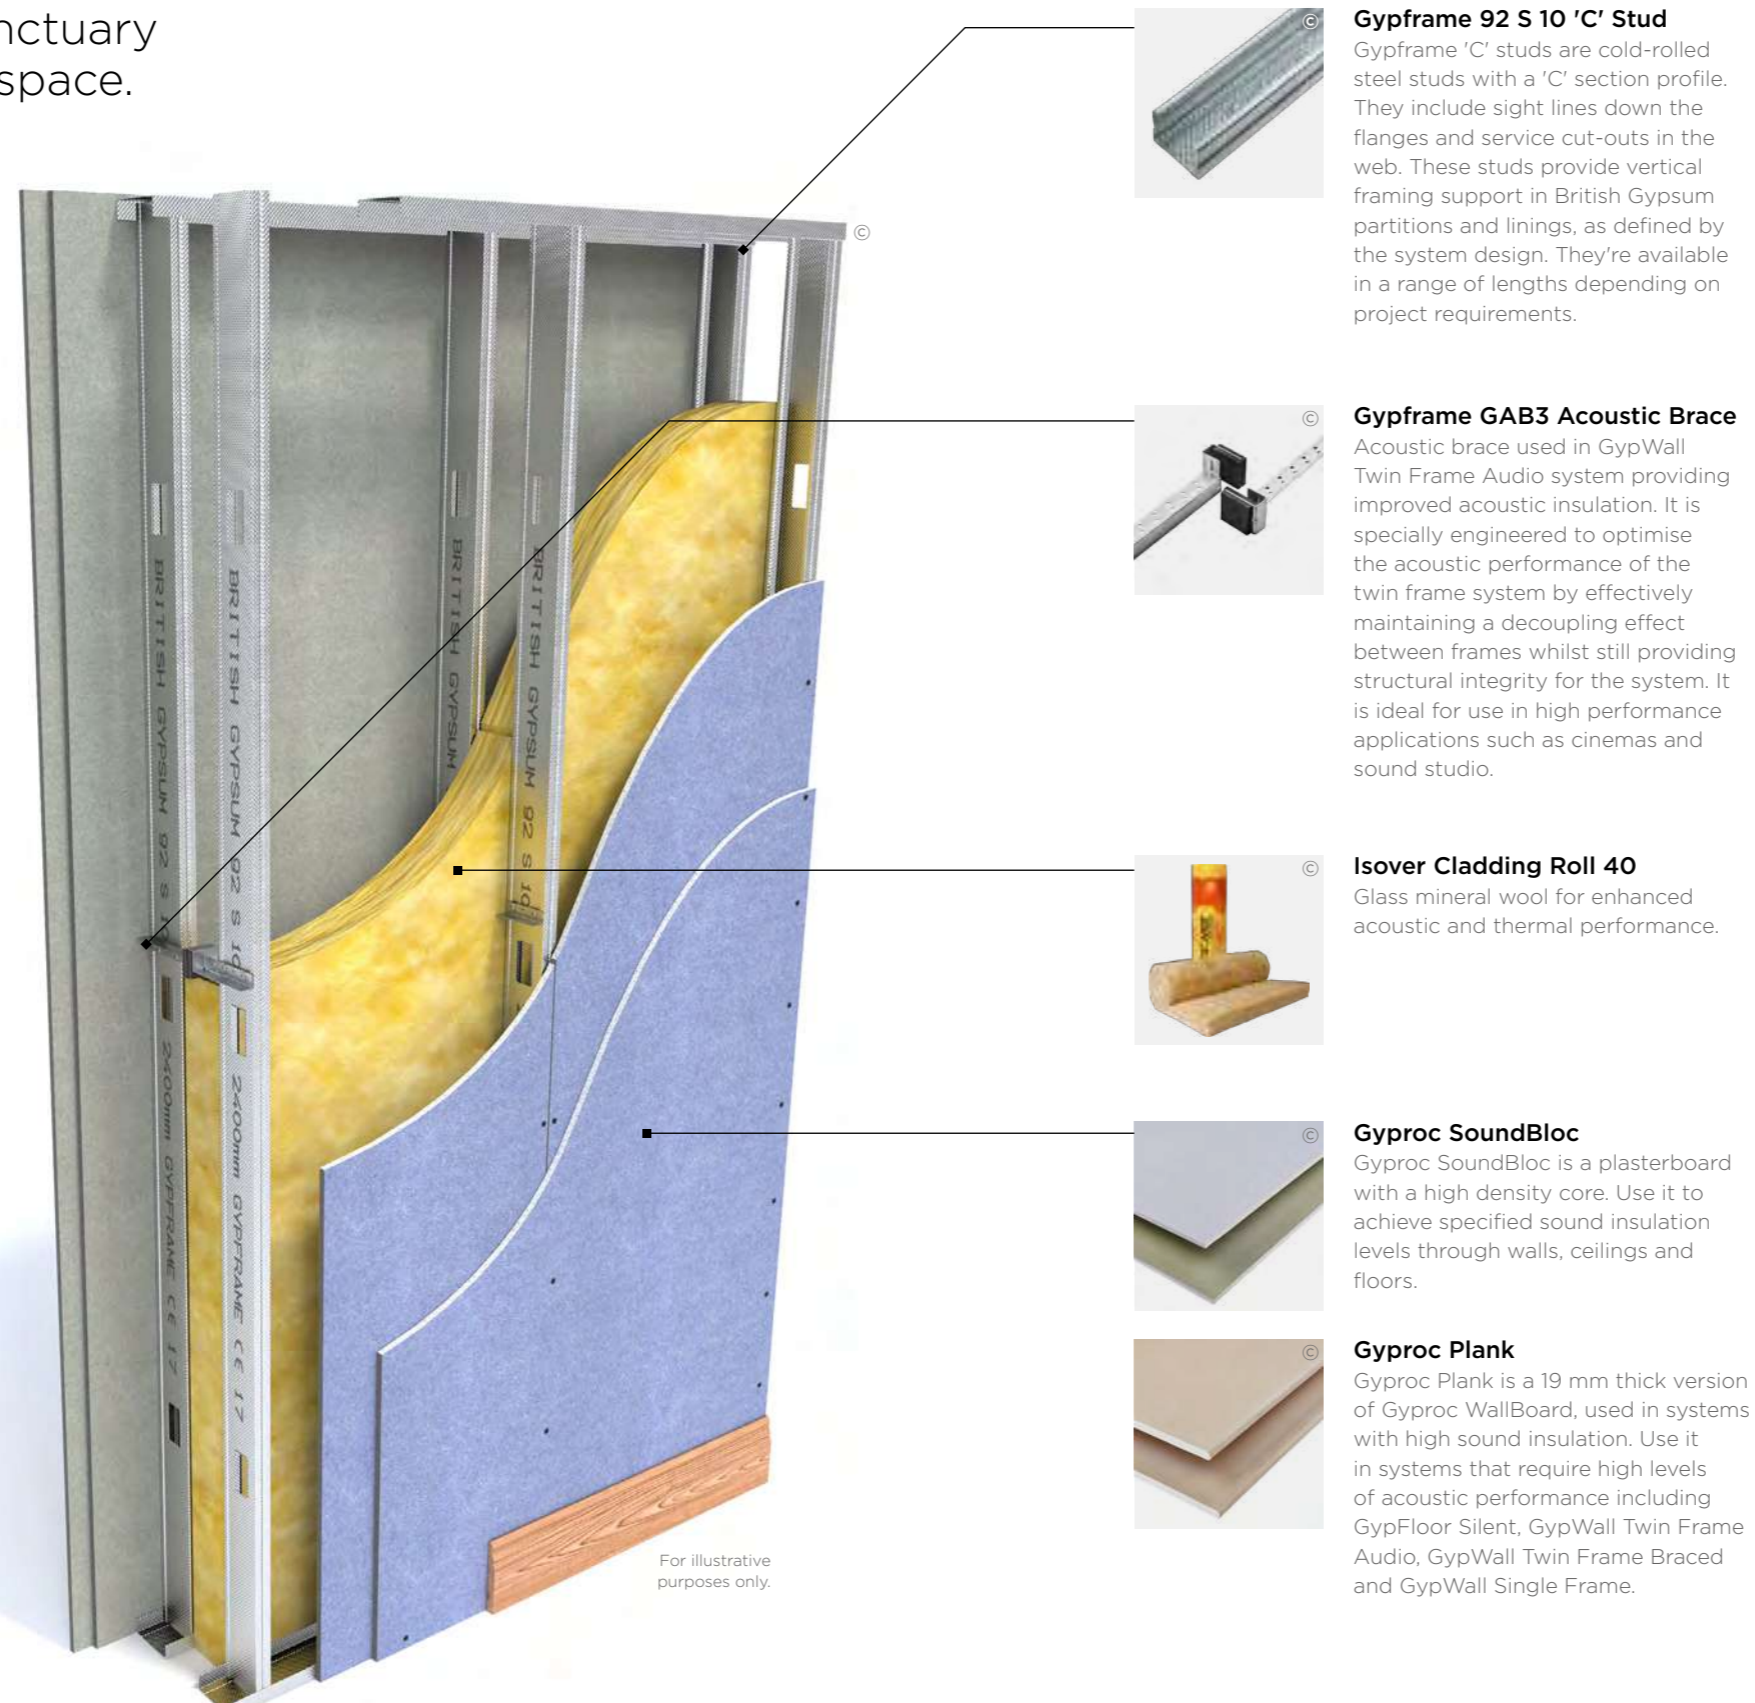 nctuary
space.
©
BRITISH GYPSUM 92 S 10
2400mm GYPFRAME CE 17
BRITISH GYPSUM 92 S 10
2400mm GYPFRAME CE 17
BRITISH GYPSUM
BRITISH GYPSUM 92 S 10
For illustrative
purposes only.
©
Gypframe 92 S 10 'C' Stud
Gypframe 'C' studs are cold-rolled
steel studs with a 'C' section profile.
They include sight lines down the
flanges and service cut-outs in the
web. These studs provide vertical
framing support in British Gypsum
partitions and linings, as defined by
the system design. They're available
in a range of lengths depending on
project requirements.
©
Gypframe GAB3 Acoustic Brace
Acoustic brace used in GypWall
Twin Frame Audio system providing
improved acoustic insulation. It is
specially engineered to optimise
the acoustic performance of the
twin frame system by effectively
maintaining a decoupling effect
between frames whilst still providing
structural integrity for the system. It
is ideal for use in high performance
applications such as cinemas and
sound studio.
©
Isover Cladding Roll 40
Glass mineral wool for enhanced
acoustic and thermal performance.
©
Gyproc SoundBloc
Gyproc SoundBloc is a plasterboard
with a high density core. Use it to
achieve specified sound insulation
levels through walls, ceilings and
floors.
©
Gyproc Plank
Gyproc Plank is a 19 mm thick version
of Gyproc WallBoard, used in systems
with high sound insulation. Use it
in systems that require high levels
of acoustic performance including
GypFloor Silent, GypWall Twin Frame
Audio, GypWall Twin Frame Braced
and GypWall Single Frame.